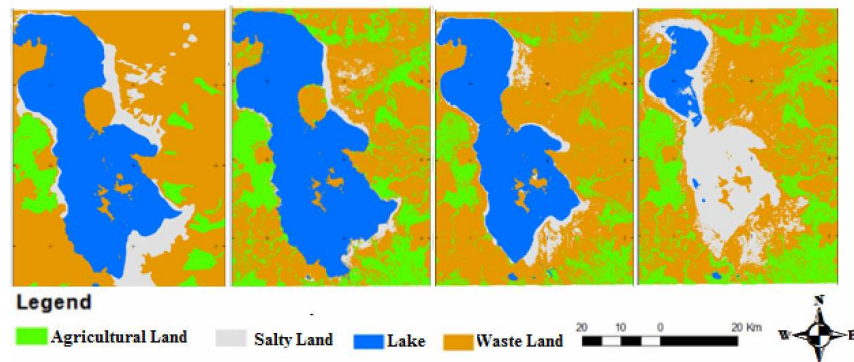 Legend
Agricultural Land
Salty Land
Lake
Waste Land
20 10 0 20 Km
N
W E
S